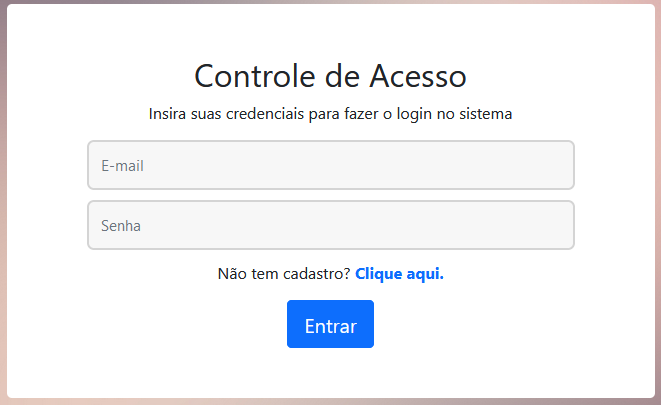 Controle de Acesso
Insira suas credenciais para fazer o login no sistema
E-mail
Senha
Não tem cadastro? Clique aqui.
Entrar